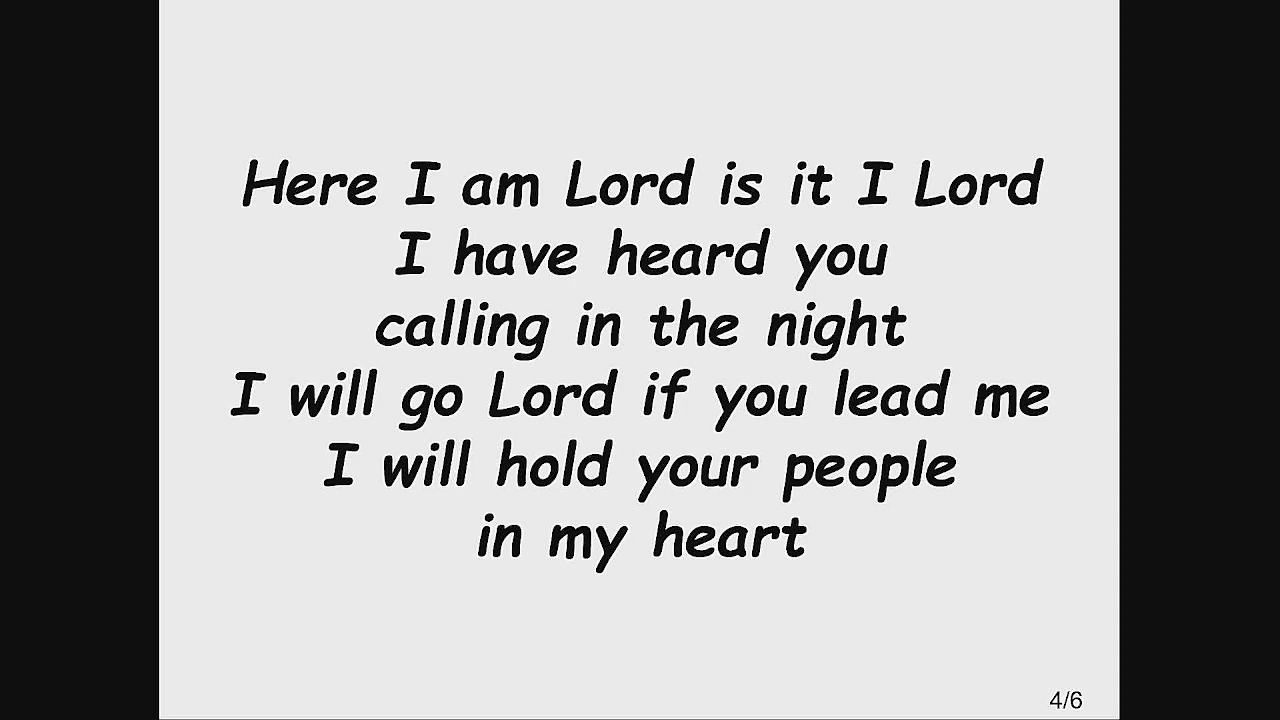 Here I am Lord is it I Lord
I have heard you
calling in the night
I will go Lord if you lead me
I will hold your people
in my heart
4/6